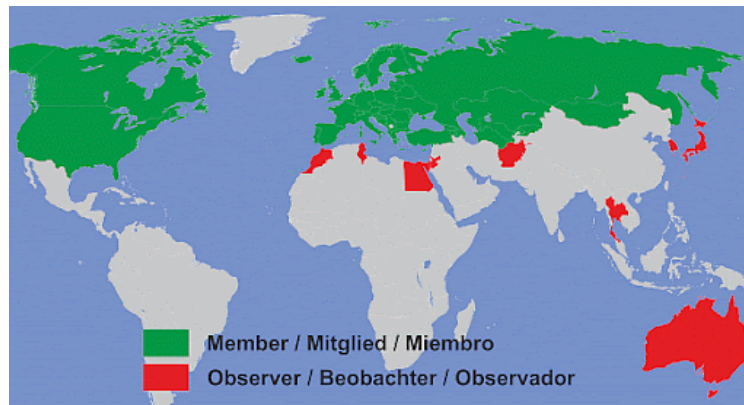 Member / Mitglied / Miembro
Observer / Beobachter / Observador